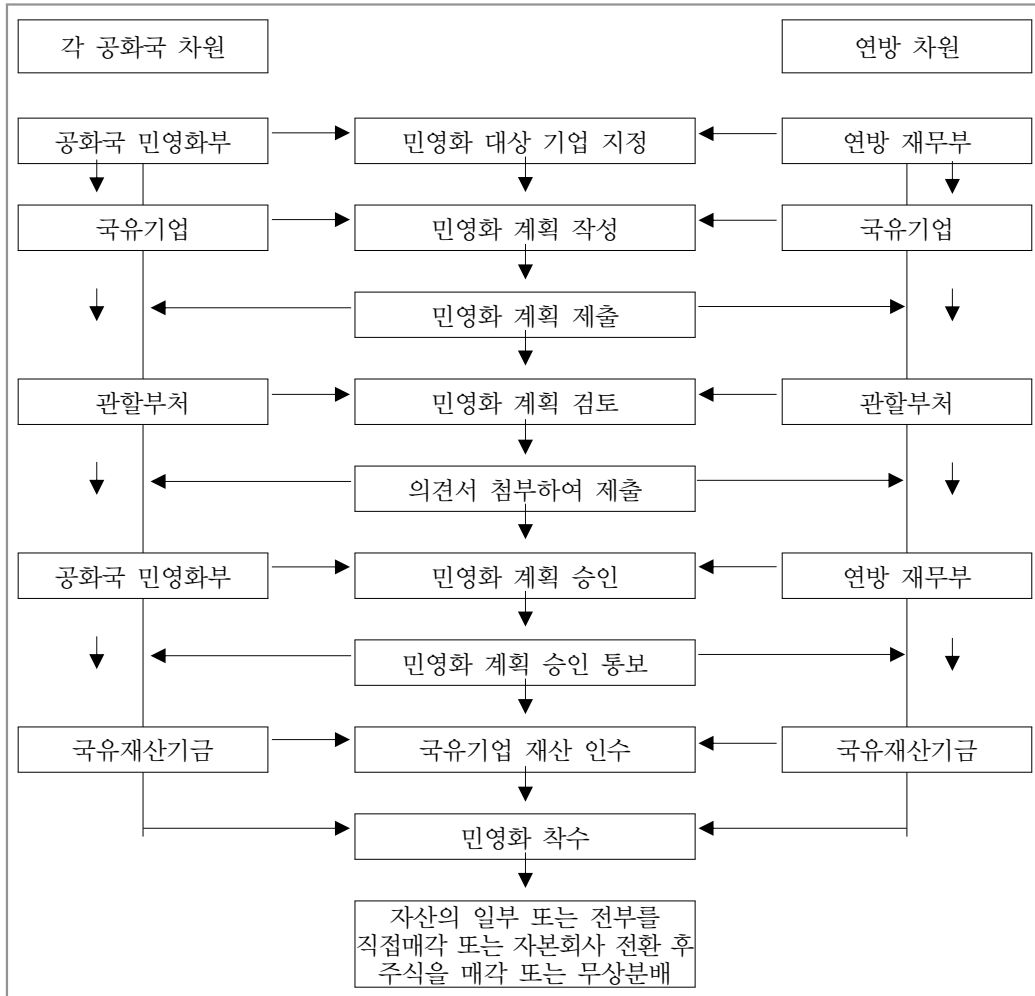 각 공화국 차원
연방 차원
공화국 민영화부
민영화 대상 기업 지정
연방 재무부
국유기업
민영화 계획 작성
국유기업
민영화 계획 제출
관할부처
민영화 계획 검토
관할부처
의견서 첨부하여 제출
공화국 민영화부
민영화 계획 승인
연방 재무부
민영화 계획 승인 통보
국유재산기금
국유기업 재산 인수
국유재산기금
민영화 착수
자산의 일부 또는 전부를
직접매각 또는 자본회사 전환 후
주식을 매각 또는 무상분배